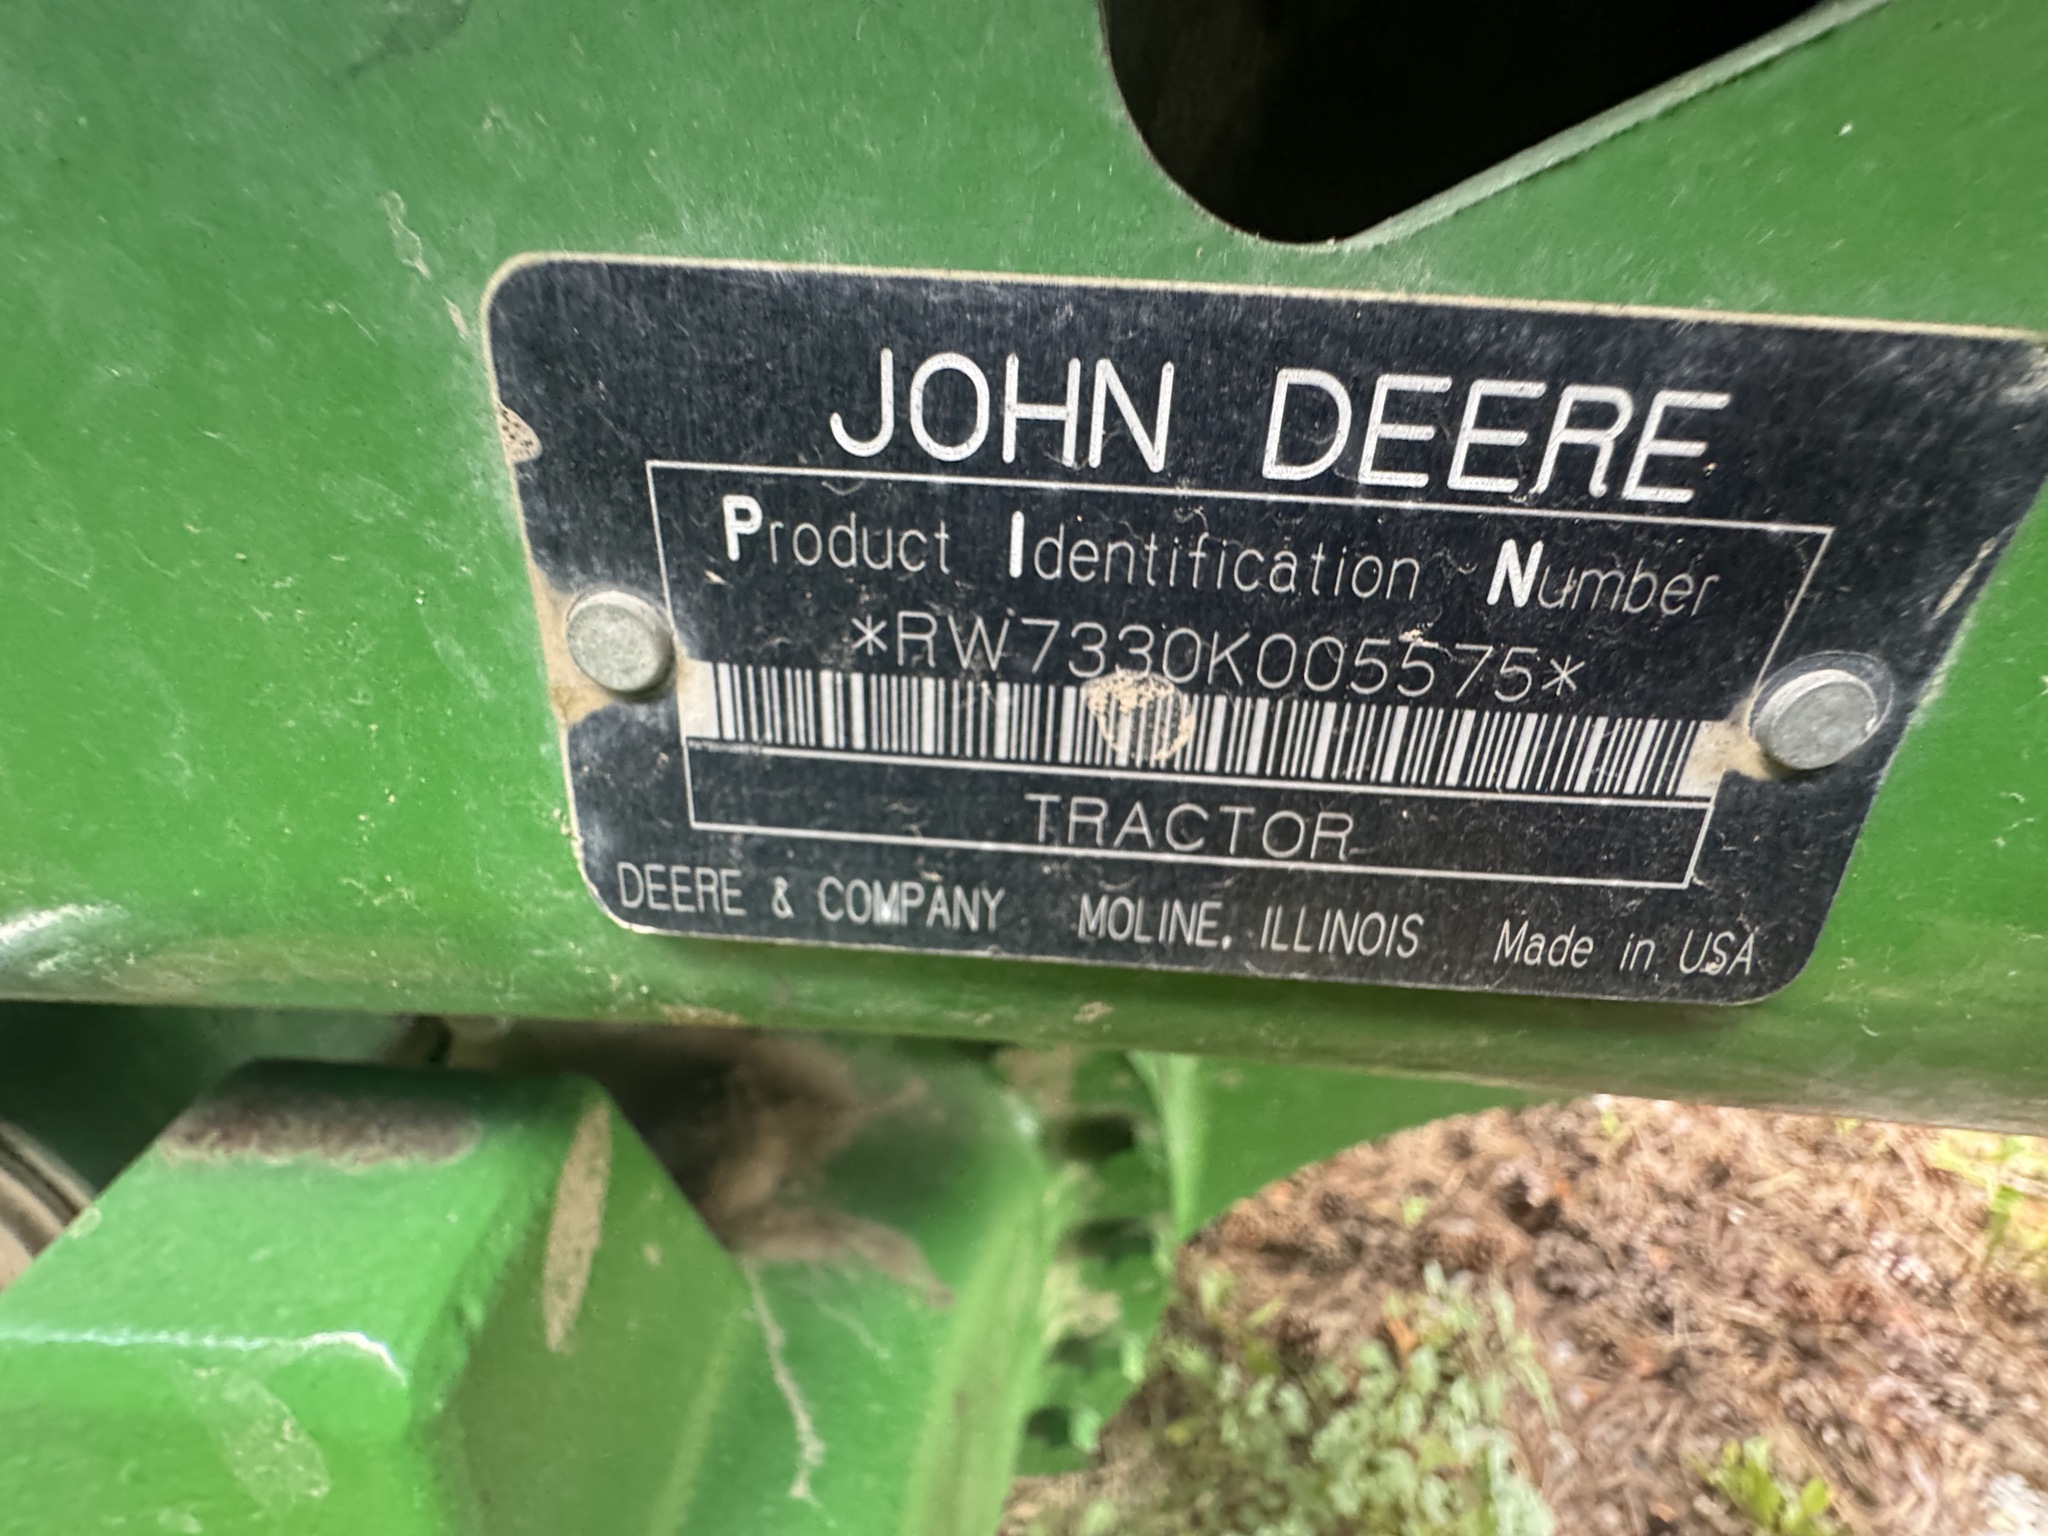 JOHN DEERE
Product Identification Number
*RW7330K005575*
TRACTOR
DEERE & COMPANY MOLINE, ILLINOIS Made in USA